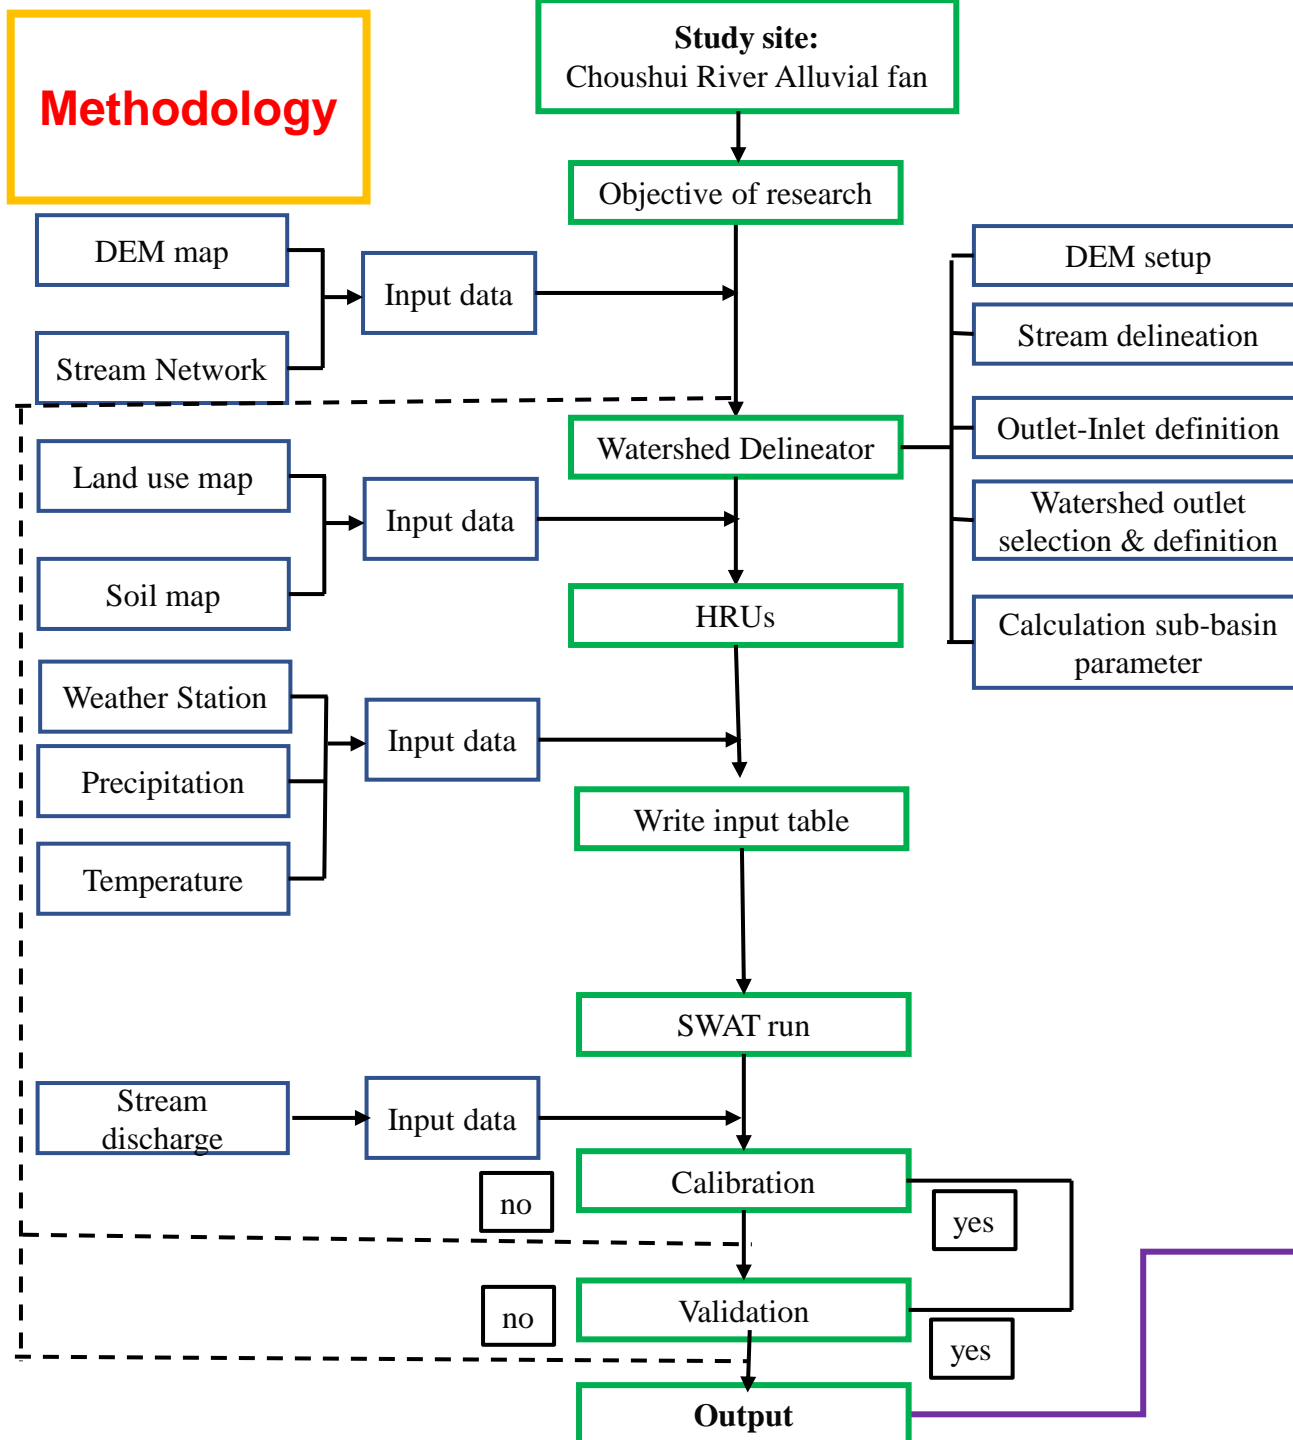 Methodology
Study site:
Choushui River Alluvial fan
Objective of research
DEM map
Input data
Stream Network
DEM setup
Stream delineation
Outlet-Inlet definition
Watershed outlet
selection & definition
Calculation sub-basin
parameter
Watershed Delineator
Land use map
Input data
Soil map
HRUs
Weather Station
Precipitation
Temperature
Input data
Write input table
SWAT run
Stream
discharge
Input data
Calibration
no
yes
Validation
no
yes
Output